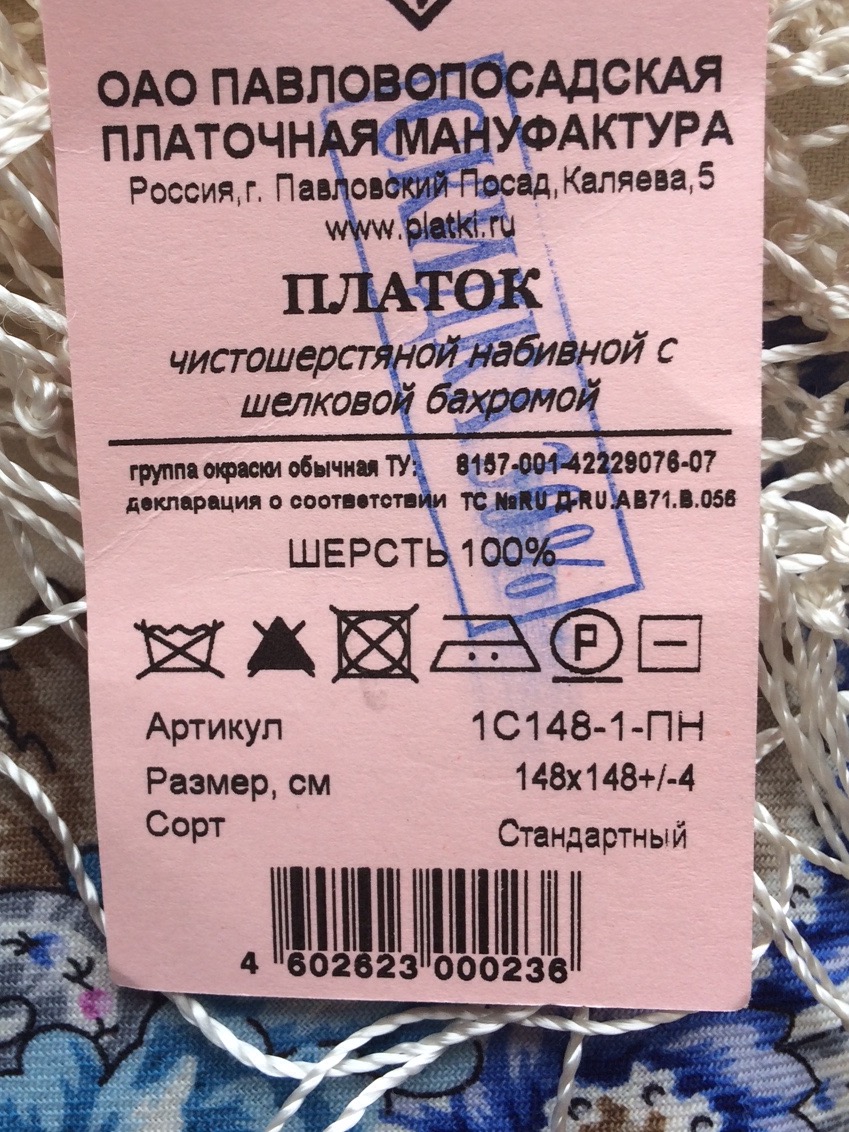 ОАО ПАВЛОВОПОСАДСКАЯ
ПЛАТОЧНАЯ МАНУФАКТУРА
Россия,г. Павловский Посад,Каляева,5
www.platki.ru
ПЛАТОК
чистошерстяной набивной с
шелковой бахромой
группа окраски обычная ТУ: 8157-001-42229076-07
декларация о соответствии ТС №RU Д-RU.АВ71.В.056
ШЕРСТЬ 100%
P
Артикул 1С148-1-ПН
Размер, см 148х148+/-4
Сорт Стандартный
4 602623 000236
СКИДКА